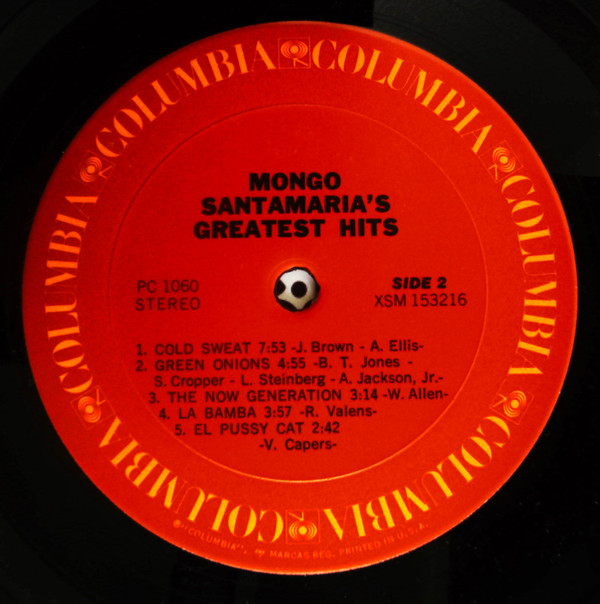 COLUMBIA COLUMBIA COLUMBIA COLUMBIA COLUMBIA COLUMBIA
MONGO
SANTAMARIA'S
GREATEST HITS
PC 1060
STEREO
SIDE 2
XSM 153216
1. COLD SWEAT 7:53 -J. Brown - A. Ellis-
2. GREEN ONIONS 4:55 -B. T. Jones -
S. Cropper - L. Steinberg - A. Jackson, Jr.-
3. THE NOW GENERATION 3:14 -W. Allen-
4. LA BAMBA 3:57 -R. Valens-
5. EL PUSSY CAT 2:42
-V. Capers-
"COLUMBIA", MARCAS REG. PRINTED IN U.S.A.